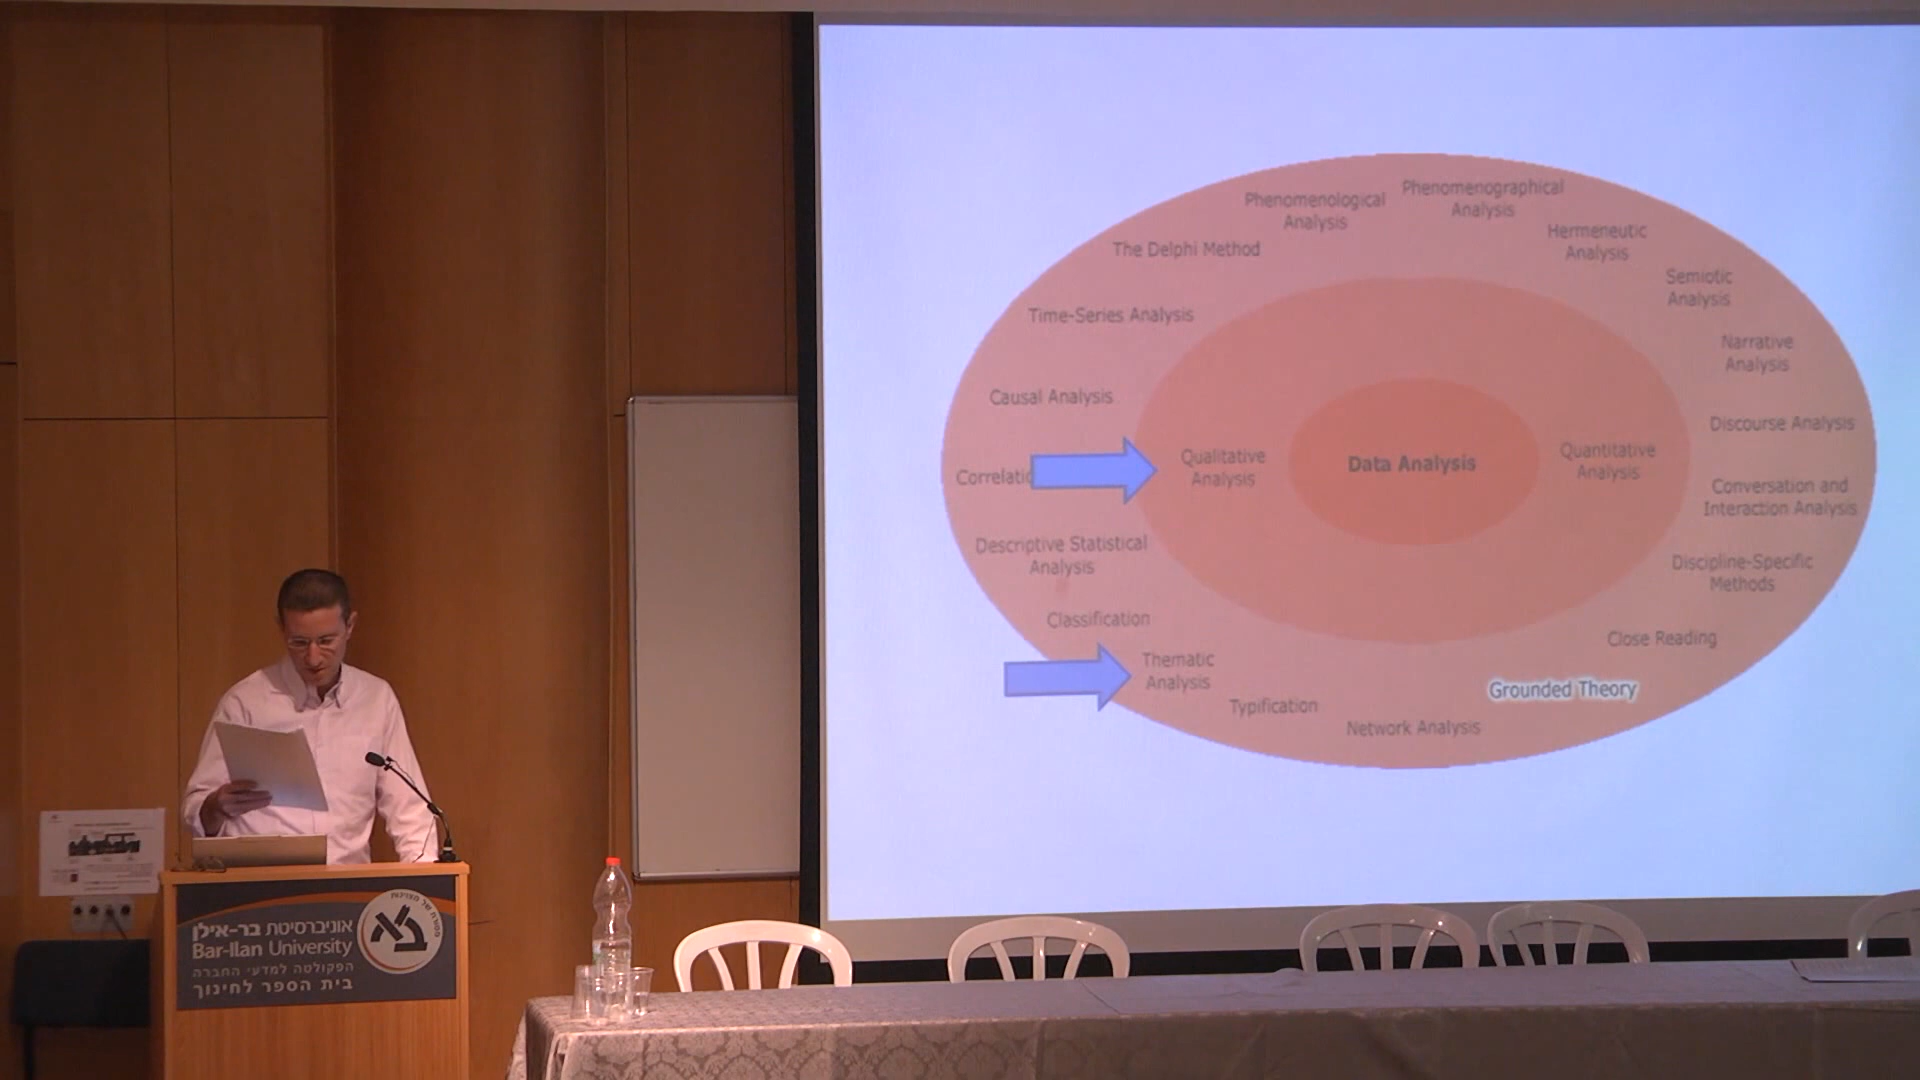 Phenomenological
Analysis
Phenomenographical
Analysis
Hermeneutic
Analysis
The Delphi Method
Semiotic
Analysis
Time-Series Analysis
Narrative
Analysis
Causal Analysis
Discourse Analysis
Qualitative
Analysis
Data Analysis
Quantitative
Analysis
Conversation and
Interaction Analysis
Descriptive Statistical
Analysis
Discipline-Specific
Methods
Classification
Close Reading
Thematic
Analysis
Grounded Theory
Typification
Network Analysis
אוניברסיטת בר-אילן
Bar-Ilan University
הפקולטה למדעי החברה
בית הספר לחינוך